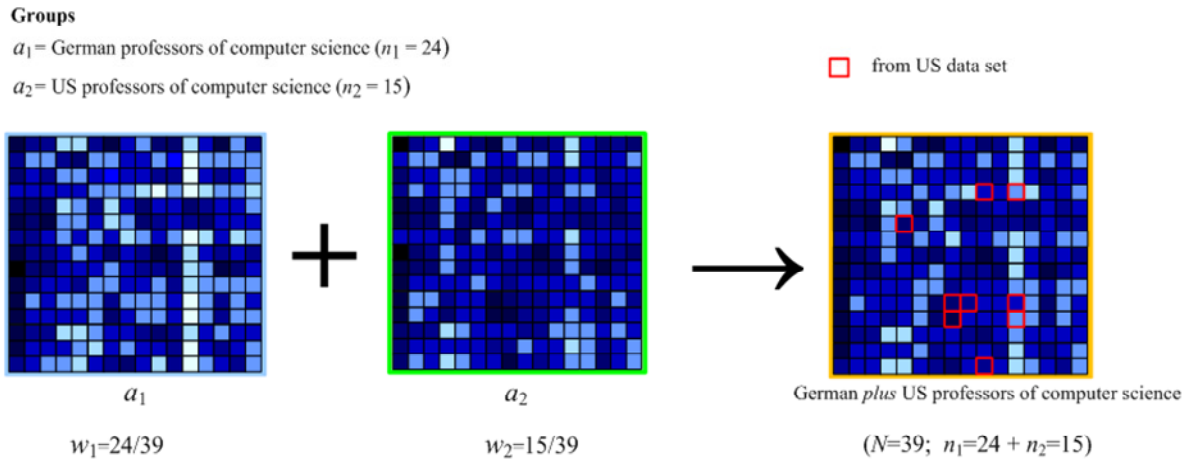 Groups
a1= German professors of computer science (n1 = 24)
a2= US professors of computer science (n2 = 15)
from US data set
a1
a2
German plus US professors of computer science
w1=24/39
w2=15/39
(N=39; n1=24 + n2=15)